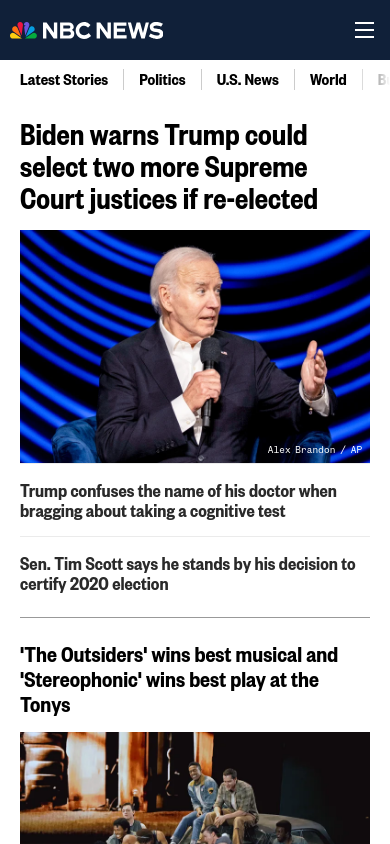 NBC NEWS
Latest Stories
Politics
U.S. News
World
Biden warns Trump could
select two more Supreme
Court justices if re-elected
Alex Brandon / AP
Trump confuses the name of his doctor when
bragging about taking a cognitive test
Sen. Tim Scott says he stands by his decision to
certify 2020 election
'The Outsiders' wins best musical and
'Stereophonic' wins best play at the
Tonys